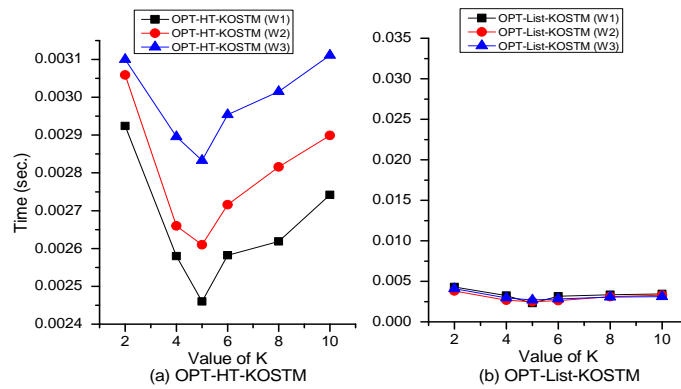 OPT-HT-KOSTM (W1)
OPT-HT-KOSTM (W2)
OPT-HT-KOSTM (W3)
0.0031
0.0030
0.0029
0.0028
0.0027
0.0026
0.0025
0.0024
Time (sec.)
2 4 6 8 10
Value of K
(a) OPT-HT-KOSTM
OPT-List-KOSTM (W1)
OPT-List-KOSTM (W2)
OPT-List-KOSTM (W3)
0.035
0.030
0.025
0.020
0.015
0.010
0.005
0.000
2 4 6 8 10
Value of K
(b) OPT-List-KOSTM